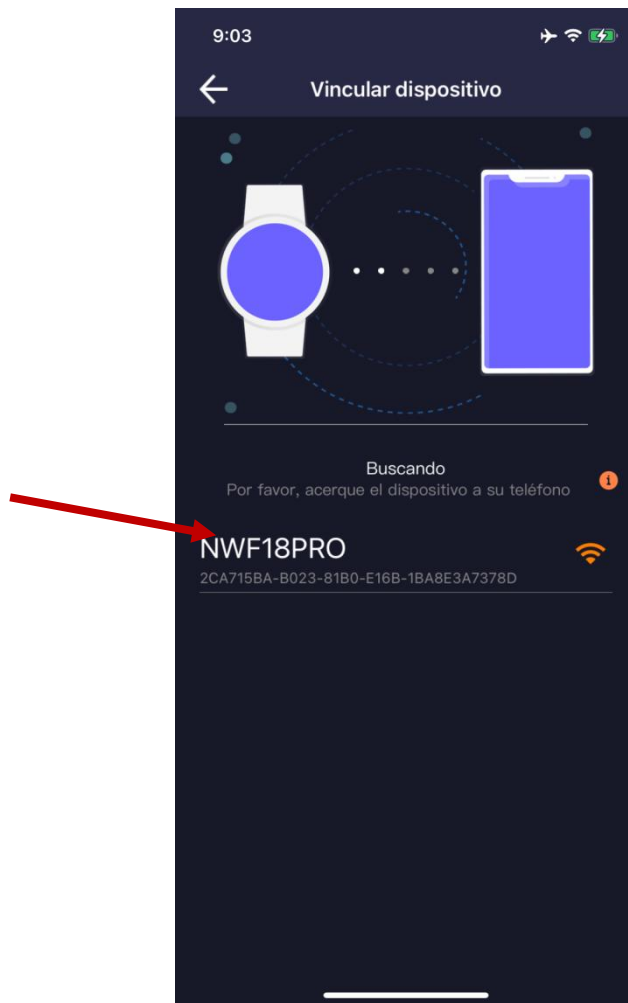 9:03
Vincular dispositivo
Buscando
Por favor, acerque el dispositivo a su teléfono
NWF18PRO
2CA715BA-B023-81B0-E16B-1BA8E3A7378D